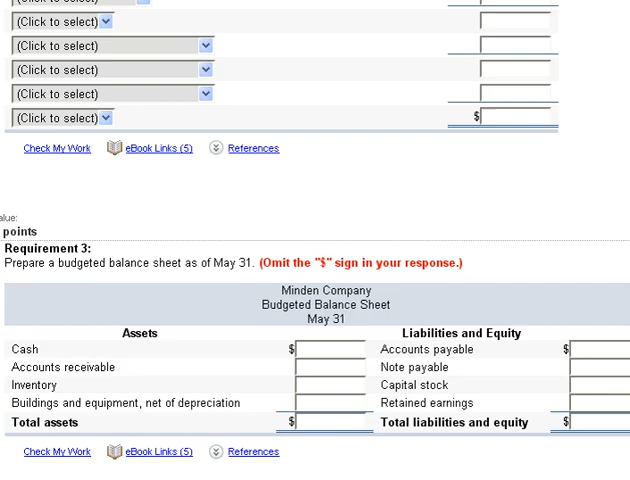 (Click to select)
(Click to select)
(Click to select)
(Click to select)
(Click to select)
(Click to select) $
Check My Work eBook Links (5) References
alue:
points
Requirement 3:
Prepare a budgeted balance sheet as of May 31. (Omit the "$" sign in your response.)
Minden Company
Budgeted Balance Sheet
May 31
Assets Liabilities and Equity
Cash $ Accounts payable $
Accounts receivable Note payable
Inventory Capital stock
Buildings and equipment, net of depreciation Retained earnings
Total assets $ Total liabilities and equity $
Check My Work eBook Links (5) References